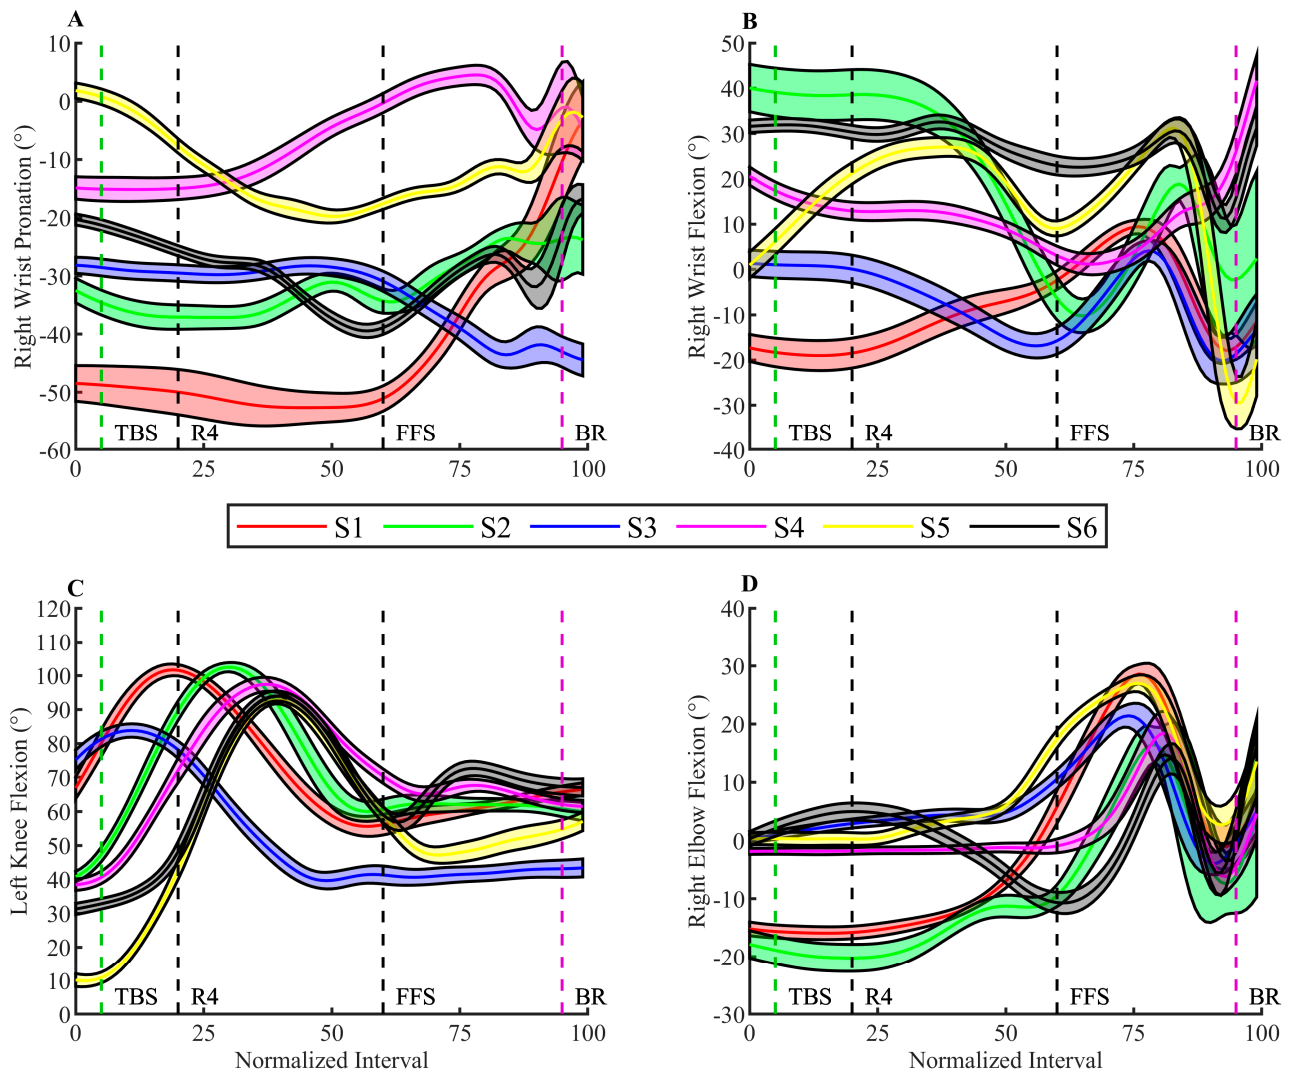 A
10
0
-10
-20
-30
-40
-50
-60
Right Wrist Pronation (°)
TBS R4 FFS BR
0 25 50 75 100
B
50
40
30
20
10
0
-10
-20
-30
-40
Right Wrist Flexion (°)
TBS R4 FFS BR
0 25 50 75 100
S1 S2 S3 S4 S5 S6
C
120
110
100
90
80
70
60
50
40
30
20
10
0
Left Knee Flexion (°)
TBS R4 FFS BR
0 25 50 75 100
Normalized Interval
D
40
30
20
10
0
-10
-20
-30
Right Elbow Flexion (°)
TBS R4 FFS BR
0 25 50 75 100
Normalized Interval